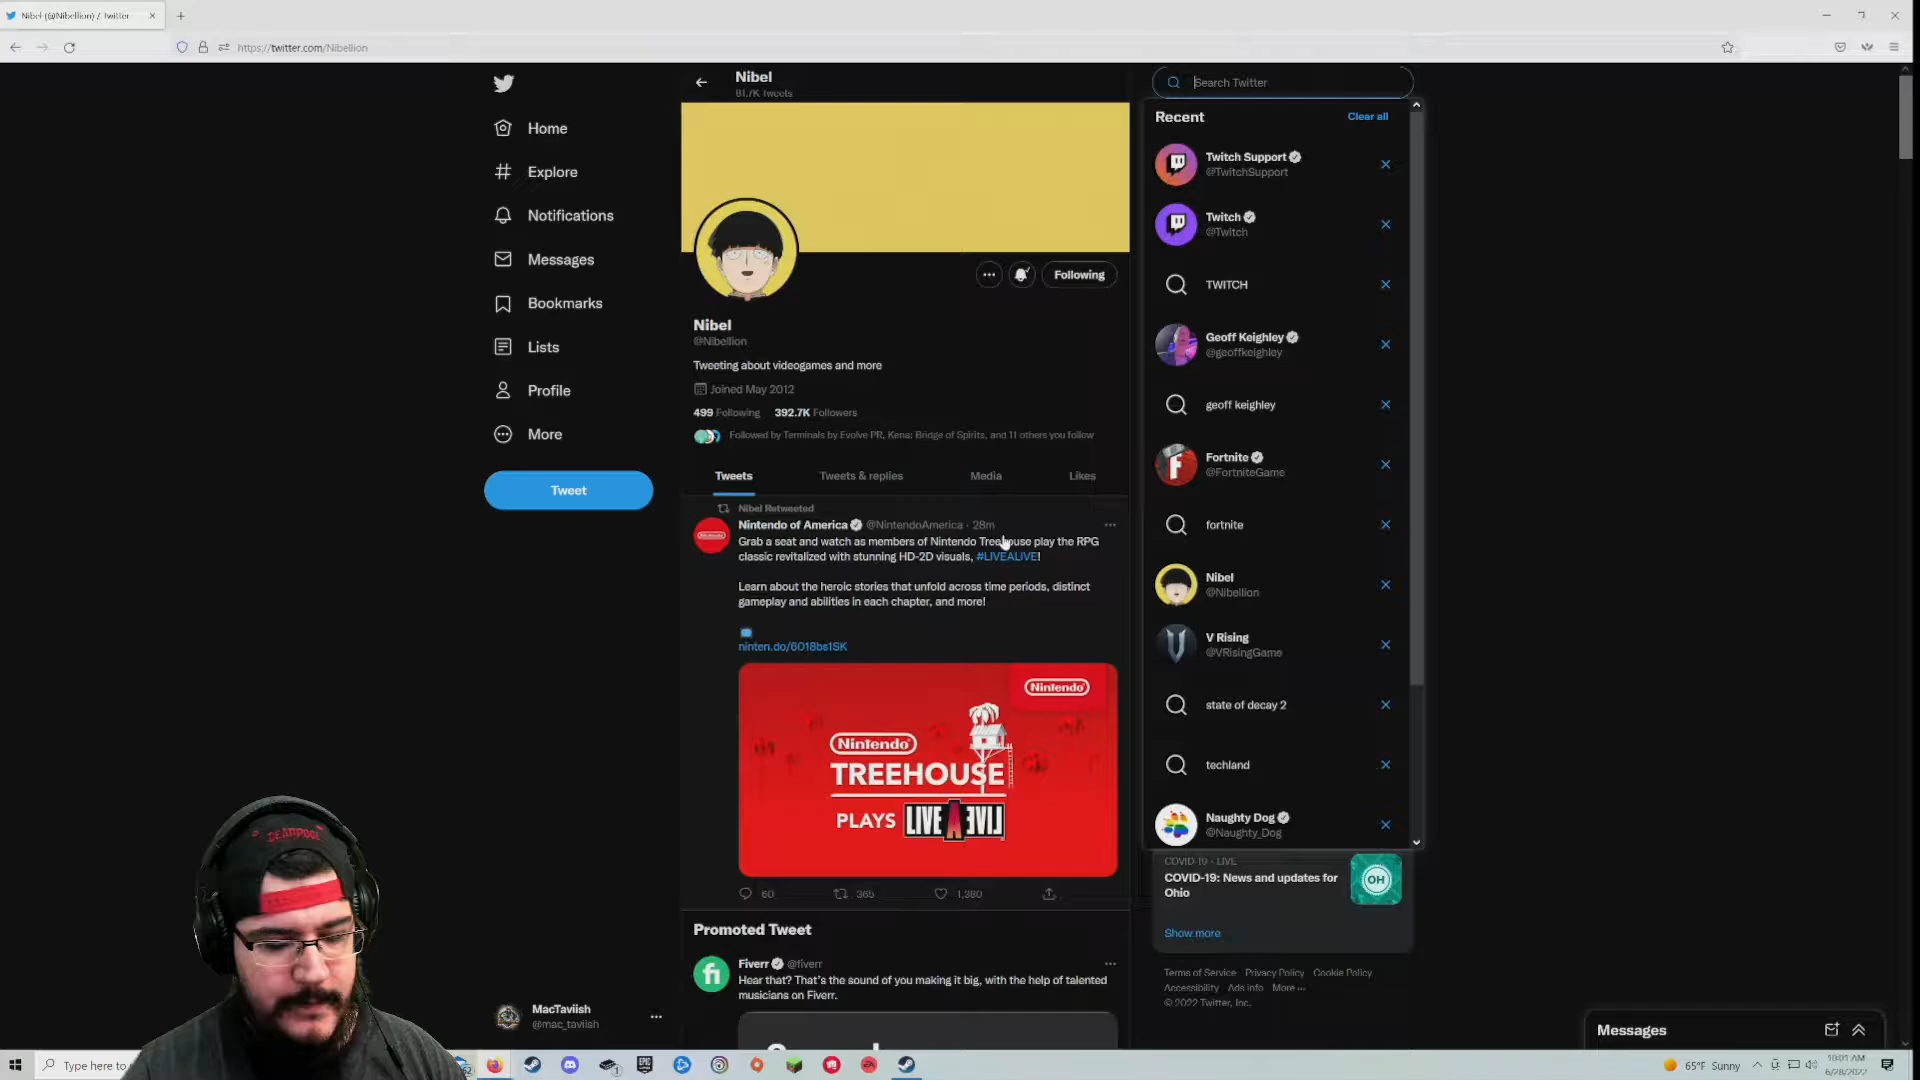 Nibel (@Nibellion) / Twitter
https://twitter.com/Nibellion
Home
Explore
Notifications
Messages
Bookmarks
Lists
Profile
More
Tweet
MacTaviish
@mac_taviish
Nibel
81.7K Tweets
Following
Nibel
@Nibellion
Tweeting about videogames and more
Joined May 2012
499 Following 392.7K Followers
Followed by Terminals by Evolve PR, Kena: Bridge of Spirits, and 11 others you follow
Tweets Tweets & replies Media Likes
Nibel Retweeted
Nintendo of America @NintendoAmerica · 28m
Grab a seat and watch as members of Nintendo Treehouse play the RPG
classic revitalized with stunning HD-2D visuals, #LIVEALIVE!
Learn about the heroic stories that unfold across time periods, distinct
gameplay and abilities in each chapter, and more!
ninten.do/6018bs1SK
Nintendo
Nintendo
TREEHOUSE
PLAYS LIVE A LIVE
60 365 1,380
Promoted Tweet
Fiverr @fiverr
Hear that? That's the sound of you making it big, with the help of talented
musicians on Fiverr.
Search Twitter
Recent Clear all
Twitch Support
@TwitchSupport
Twitch
@Twitch
TWITCH
Geoff Keighley
@geoffkeighley
geoff keighley
Fortnite
@FortniteGame
fortnite
Nibel
@Nibellion
V Rising
@VRisingGame
state of decay 2
techland
Naughty Dog
@Naughty_Dog
COVID-19 · LIVE
COVID-19: News and updates for
Ohio
OH
Show more
Terms of Service Privacy Policy Cookie Policy
Accessibility Ads info More ···
© 2022 Twitter, Inc.
Messages
DEADPOOL
Type here to
EPIC
65°F Sunny
10:01 AM
6/28/2022